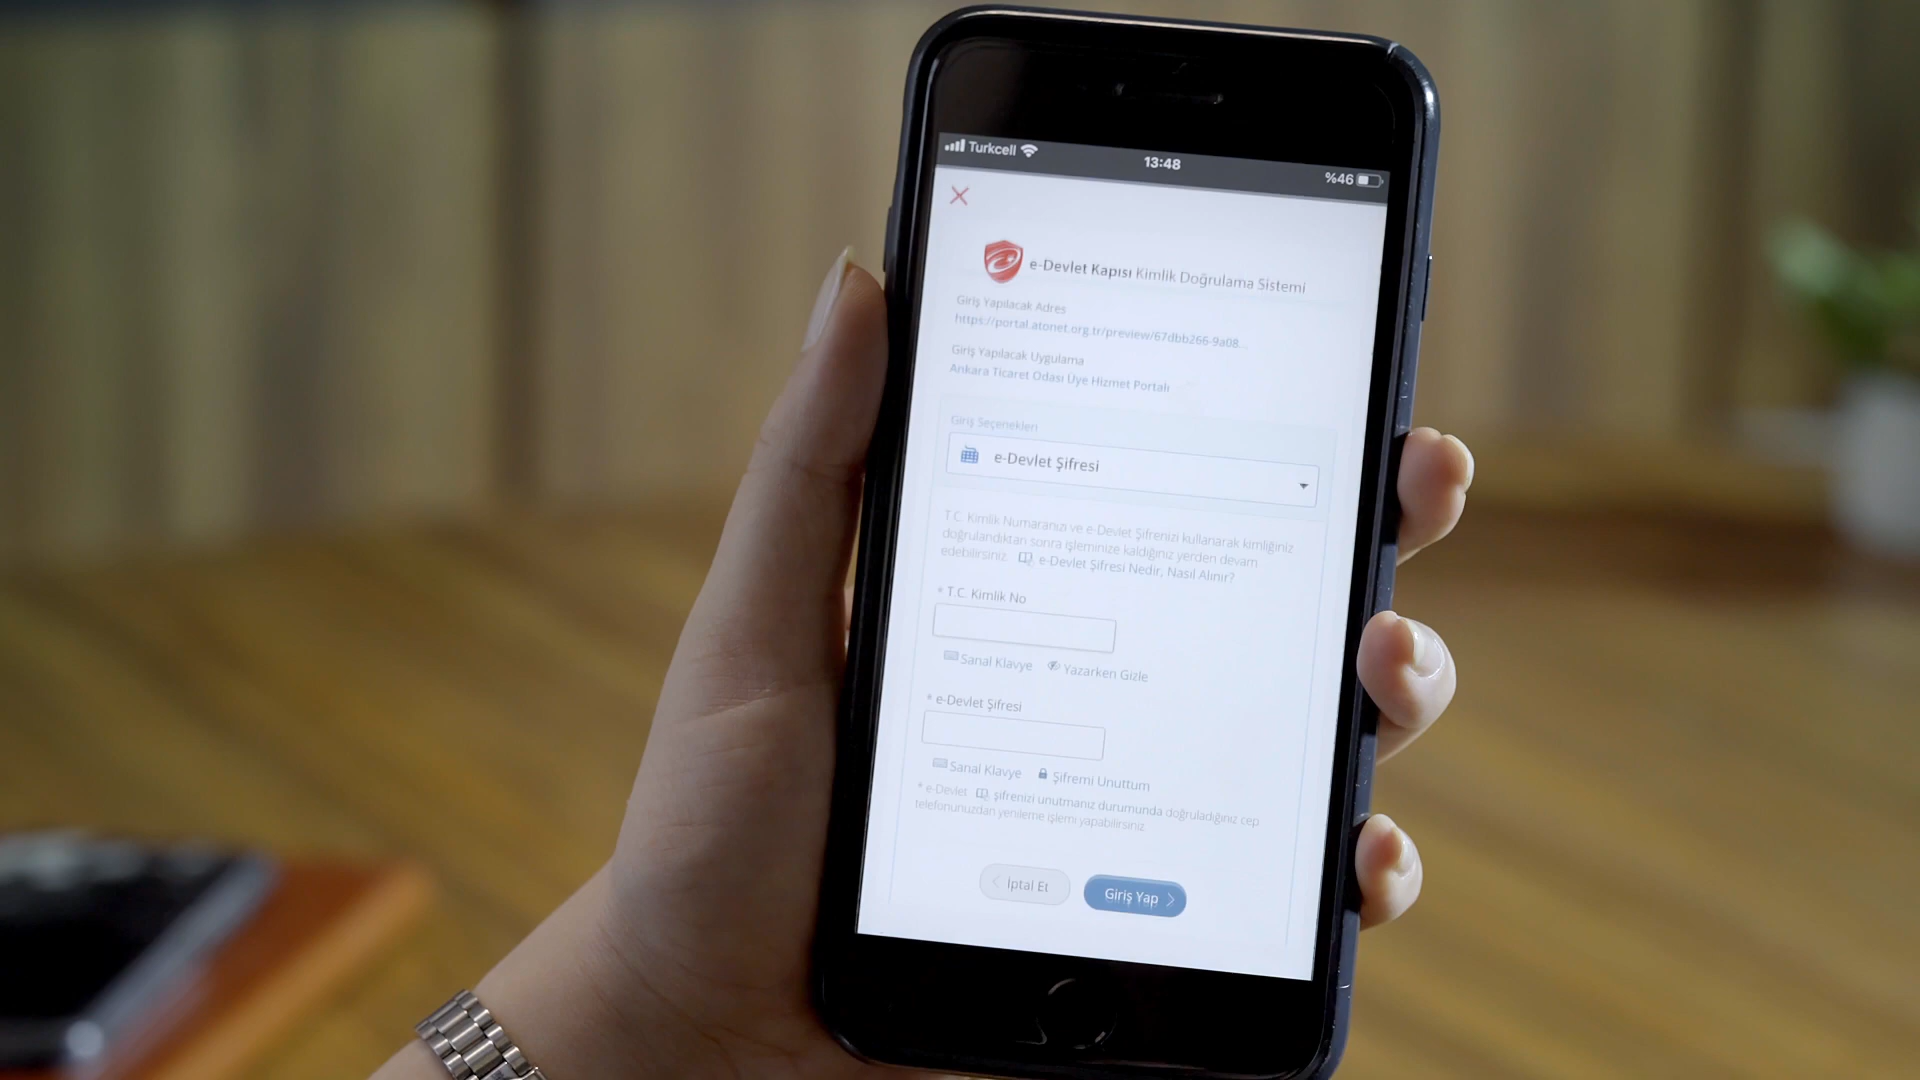 Turkcell
13:48
%46
e-Devlet Kapısı Kimlik Doğrulama Sistemi
Giriş Yapılacak Adres
https://portal.atonet.org.tr/preview/67dbb266-9a08...
Giriş Yapılacak Uygulama
Ankara Ticaret Odası Üye Hizmet Portalı
Giriş Seçenekleri
e-Devlet Şifresi
T.C. Kimlik Numaranızı ve e-Devlet Şifrenizi kullanarak kimliğiniz
doğrulandıktan sonra işleminize kaldığınız yerden devam
edebilirsiniz. e-Devlet Şifresi Nedir, Nasıl Alınır?
* T.C. Kimlik No
Sanal Klavye Yazarken Gizle
* e-Devlet Şifresi
Sanal Klavye Şifremi Unuttum
* e-Devlet şifrenizi unutmanız durumunda doğruladığınız cep
telefonunuzdan yenileme işlemi yapabilirsiniz.
İptal Et
Giriş Yap